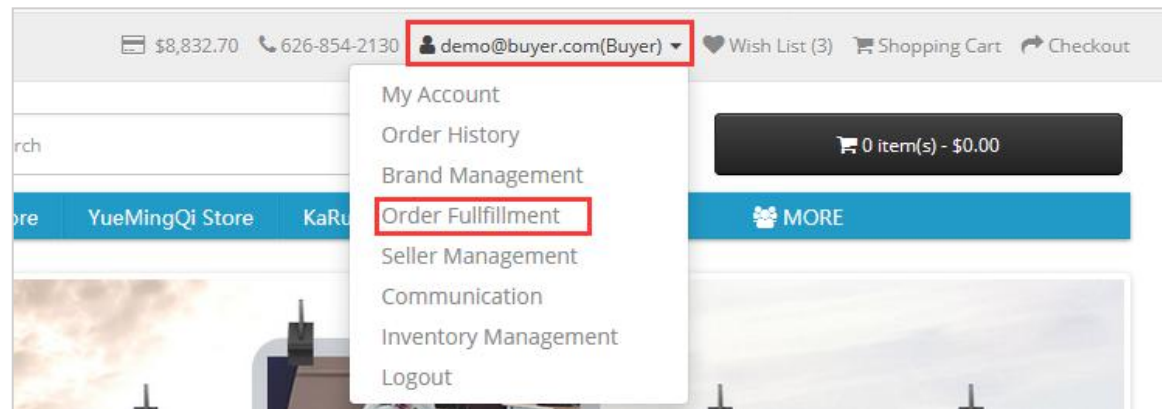 $8,832.70 626-854-2130 demo@buyer.com(Buyer) Wish List (3) Shopping Cart Checkout
My Account
Order History
rch
0 item(s) - $0.00
Brand Management
ore YueMingQi Store KaRu MORE
Order Fullfillment
Seller Management
Communication
Inventory Management
Logout